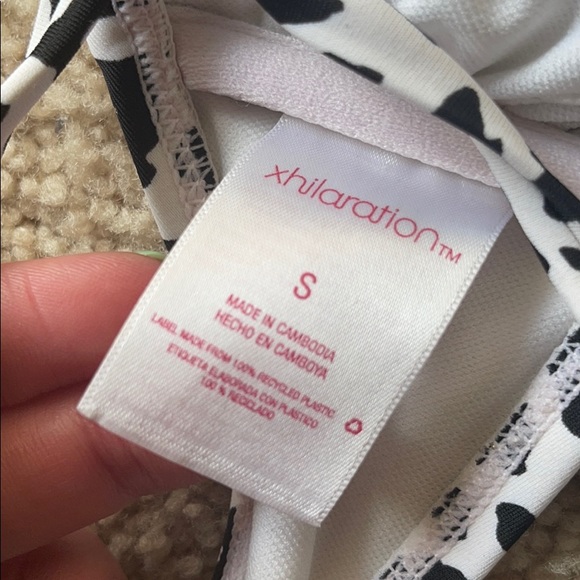 xhilaration™
S
MADE IN CAMBODIA
HECHO EN CAMBOYA
LABEL MADE FROM 100% RECYCLED PLASTIC
ETIQUETA ELABORADA CON PLASTICO
100 % RECICLADO